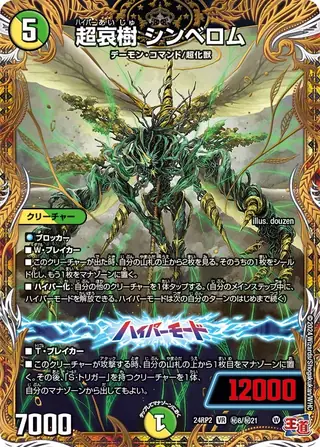 5
ハイパーあいじゅ
超哀樹 シンベロム
デーモン・コマンド/超化獣
illus. douzen
クリーチャー
■ブロッカー
■W・ブレイカー
■このクリーチャーが出た時、自分の山札の上から2枚を見る。そのうちの1枚をシールド化し、もう1枚をマナゾーンに置く。
■ハイパー化：自分の他のクリーチャーを1体タップする。(自分のメインステップ中に、ハイパーモードを解放できる。ハイパーモードは次の自分のターンのはじめまで続く)
ハイパーモード
■T・ブレイカー
■このクリーチャーが攻撃する時、自分の山札の上から1枚目をマナゾーンに置く。その後、「S・トリガー」を持つクリーチャーを1体、自分のマナゾーンから出してもよい。
12000
7000
1
24RP2 VR
王道